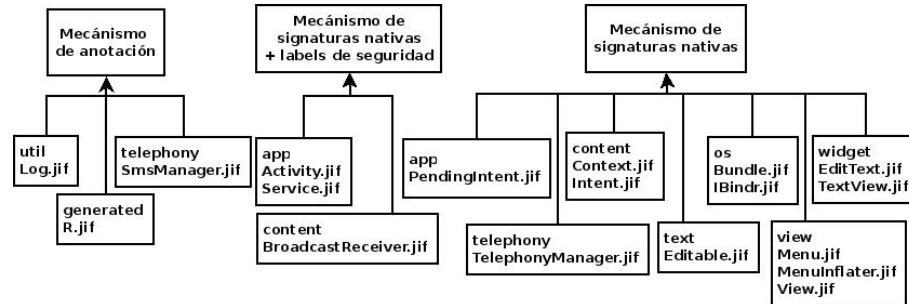 Mecánismo
de anotación
Mecánismo de
signaturas nativas
+ labels de seguridad
Mecánismo de
signaturas nativas
util
Log.jif
telephony
SmsManager.jif
generated
R.jif
app
Activity.jif
Service.jif
content
BroadcastReceiver.jif
app
PendingIntent.jif
content
Context.jif
Intent.jif
os
Bundle.jif
IBindr.jif
widget
EditText.jif
TextView.jif
telephony
TelephonyManager.jif
text
Editable.jif
view
Menu.jif
MenuInflater.jif
View.jif